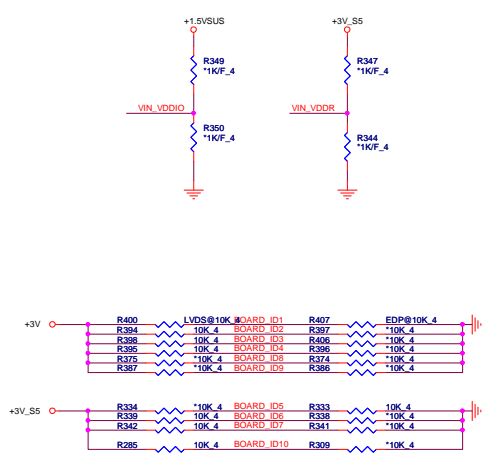 +1.5VSUS +3V_S5
R349 R347
*1K/F_4 *1K/F_4
VIN_VDDIO VIN_VDDR
R350 R344
*1K/F_4 *1K/F_4
+3V R400 LVDS@10K_4 BOARD_ID1 R407 EDP@10K_4
R394 10K_4 BOARD_ID2 R397 *10K_4
R398 10K_4 BOARD_ID3 R406 *10K_4
R395 10K_4 BOARD_ID4 R396 *10K_4
R375 *10K_4 BOARD_ID8 R374 *10K_4
R387 *10K_4 BOARD_ID9 R386 *10K_4
+3V_S5 R334 *10K_4 BOARD_ID5 R333 10K_4
R339 10K_4 BOARD_ID6 R338 *10K_4
R342 *10K_4 BOARD_ID7 R341 *10K_4
R285 10K_4 BOARD_ID10 R309 *10K_4